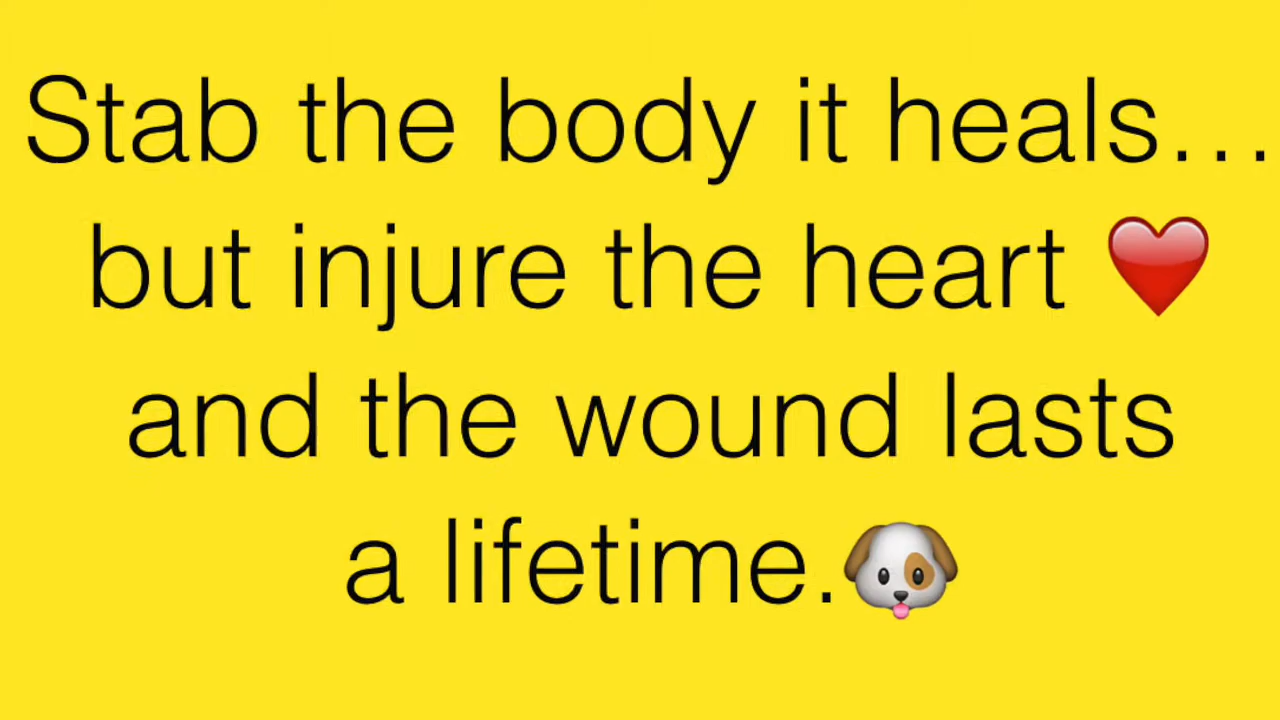 Stab the body it heals...
but injure the heart ❤️
and the wound lasts
a lifetime.🐶